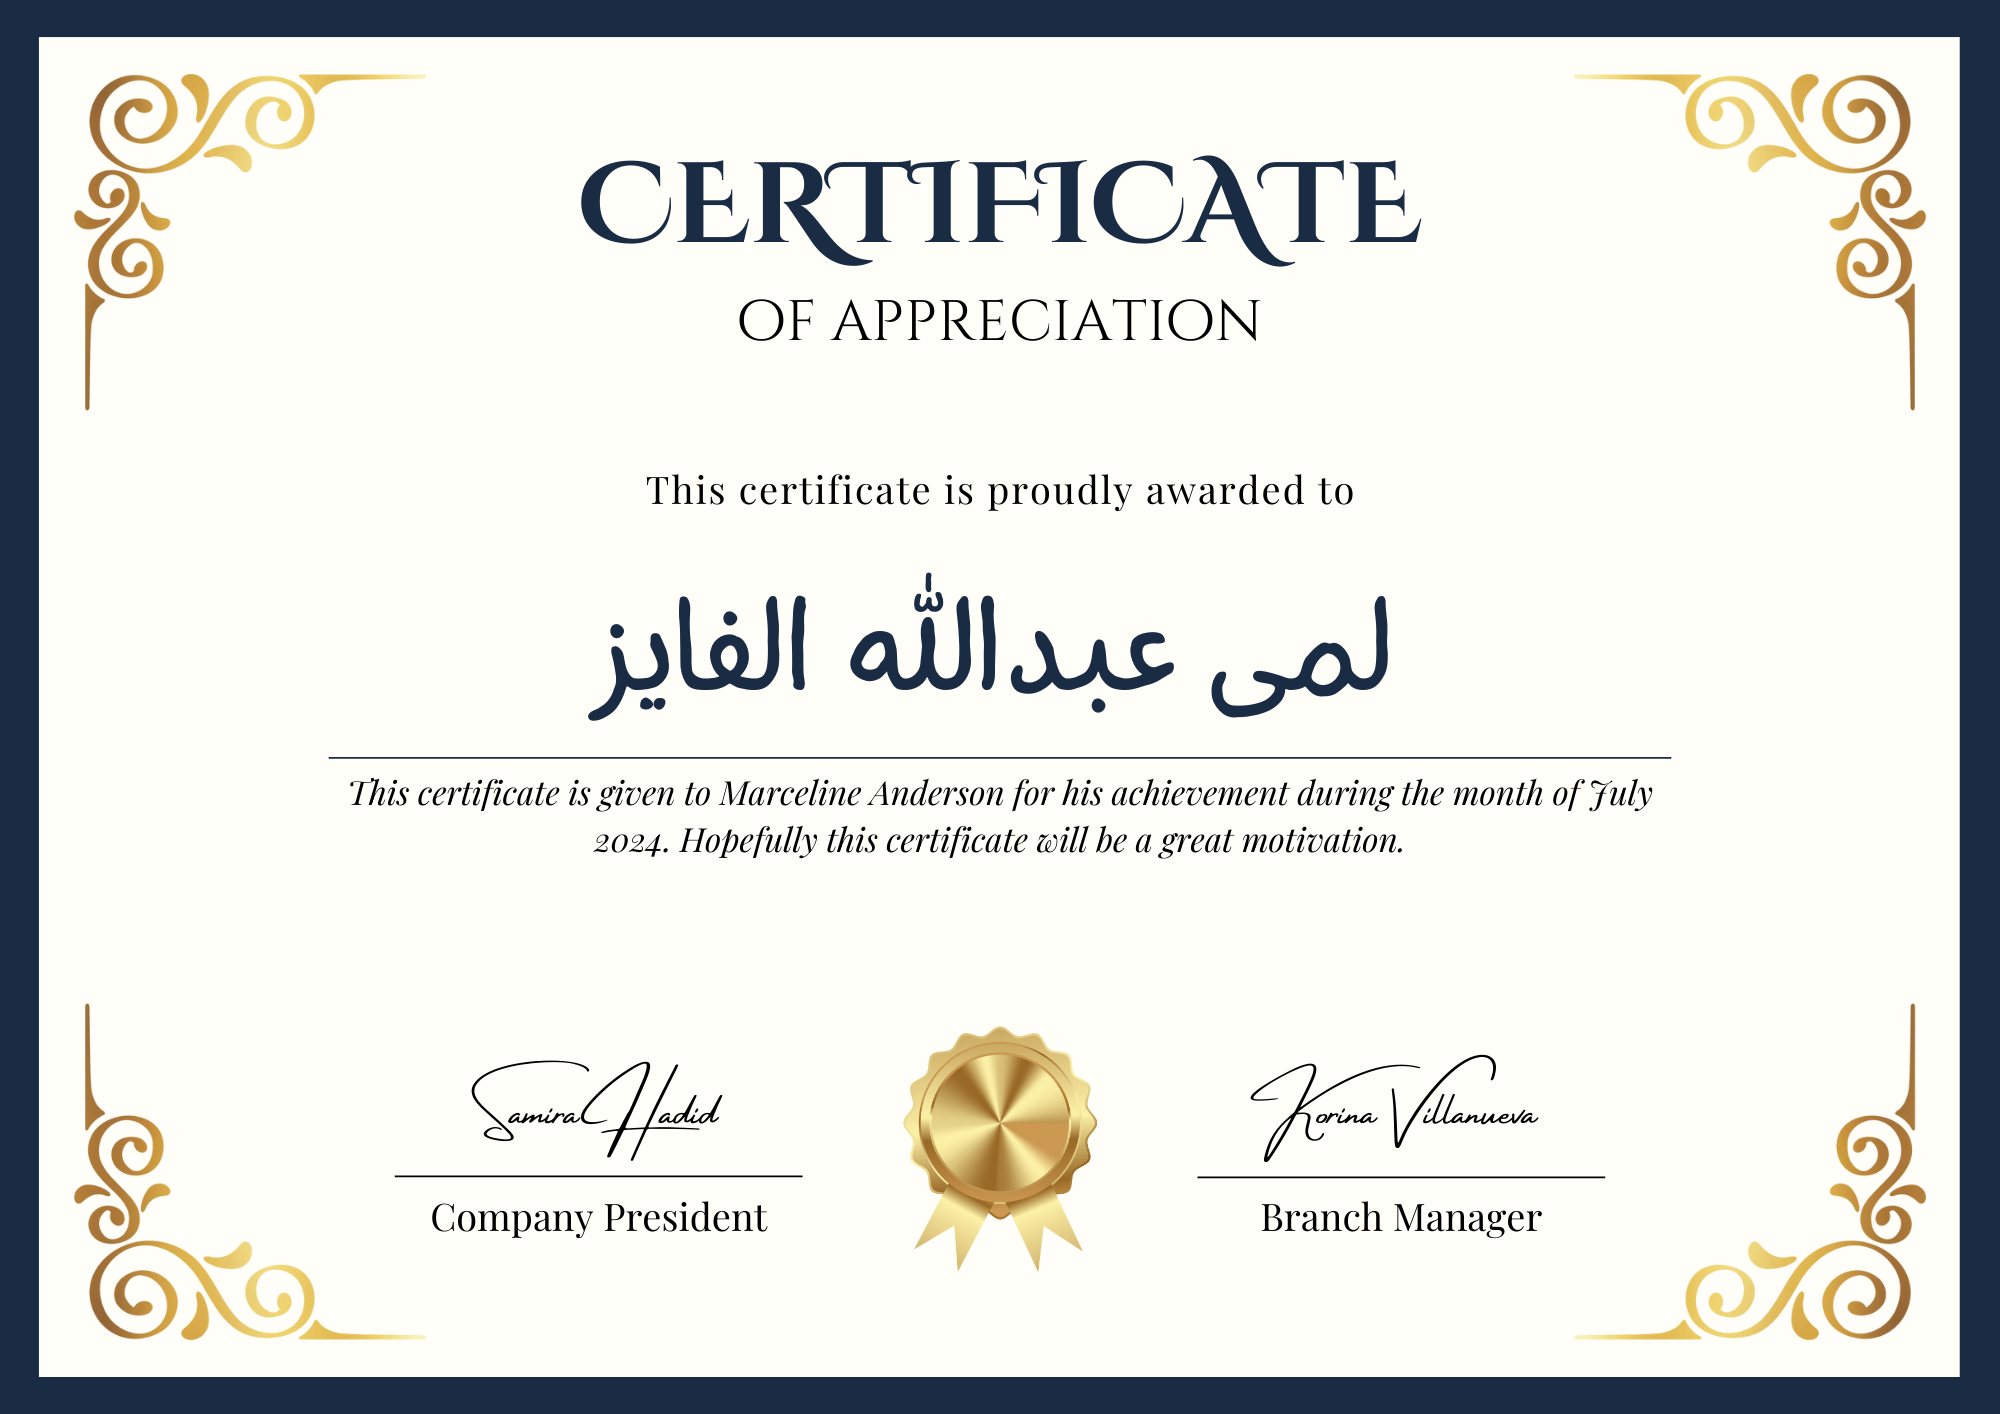 CERTIFICATE
OF APPRECIATION
This certificate is proudly awarded to
لمى عبدالله الفايز
This certificate is given to Marceline Anderson for his achievement during the month of July
2024. Hopefully this certificate will be a great motivation.
Samira Hadid
Korina Villanueva
Company President
Branch Manager